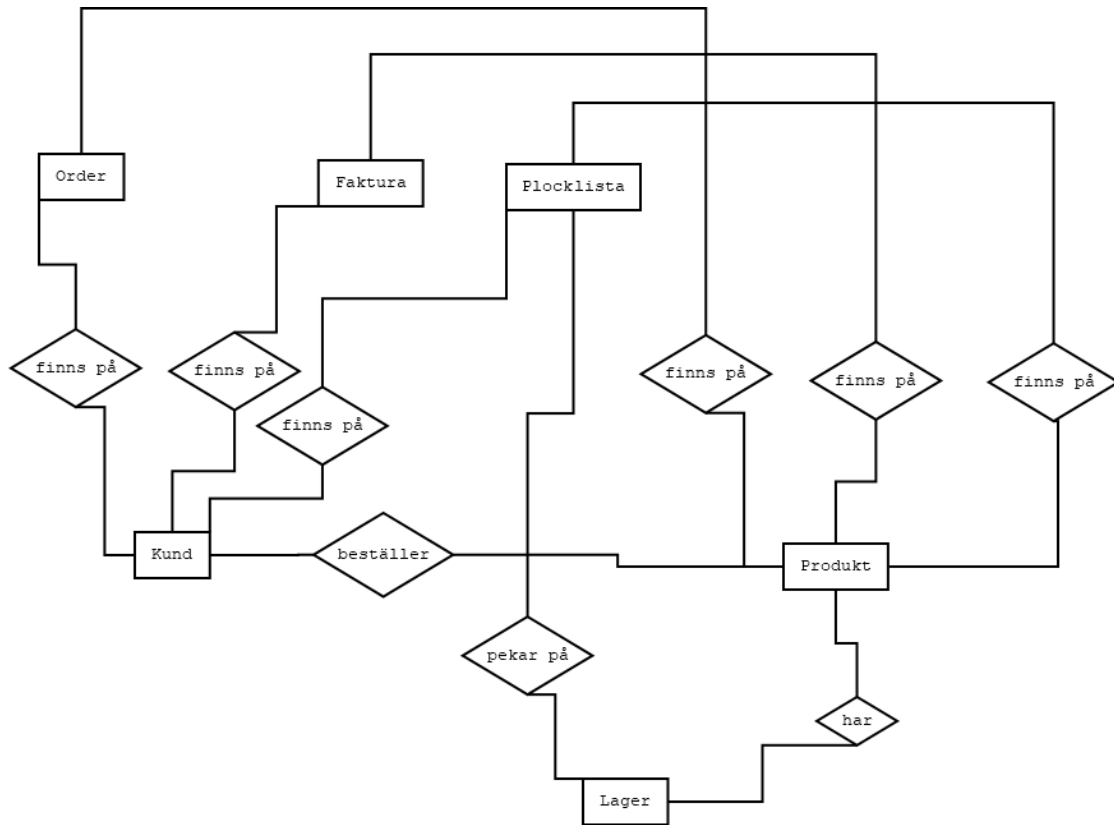 Order
Faktura
Plocklista
finns på
finns på
finns på
finns på
finns på
finns på
Kund
beställer
Produkt
pekar på
har
Lager